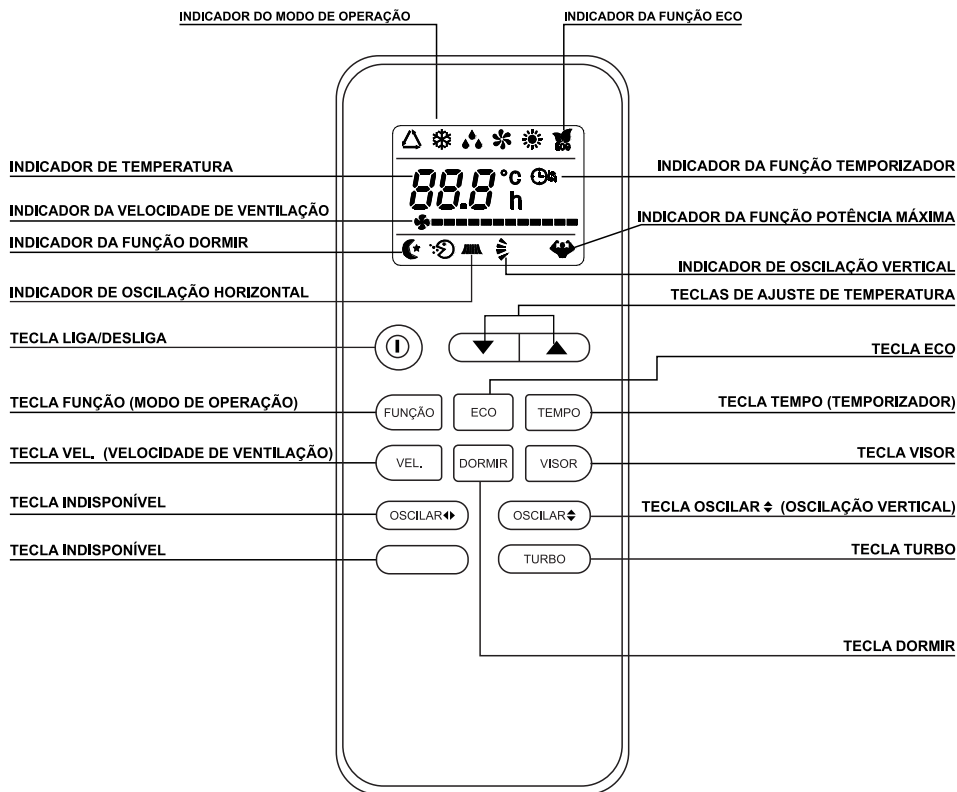 INDICADOR DO MODO DE OPERAÇÃO
INDICADOR DA FUNÇÃO ECO
ECO
INDICADOR DE TEMPERATURA
88.8 °C
h
INDICADOR DA FUNÇÃO TEMPORIZADOR
INDICADOR DA VELOCIDADE DE VENTILAÇÃO
INDICADOR DA FUNÇÃO POTÊNCIA MÁXIMA
INDICADOR DA FUNÇÃO DORMIR
INDICADOR DE OSCILAÇÃO VERTICAL
INDICADOR DE OSCILAÇÃO HORIZONTAL
TECLAS DE AJUSTE DE TEMPERATURA
TECLA LIGA/DESLIGA
TECLA ECO
TECLA FUNÇÃO (MODO DE OPERAÇÃO)
FUNÇÃO
ECO
TEMPO
TECLA TEMPO (TEMPORIZADOR)
TECLA VEL. (VELOCIDADE DE VENTILAÇÃO)
VEL.
DORMIR
VISOR
TECLA VISOR
TECLA INDISPONÍVEL
OSCILAR
OSCILAR
TECLA OSCILAR (OSCILAÇÃO VERTICAL)
TECLA INDISPONÍVEL
TURBO
TECLA TURBO
TECLA DORMIR